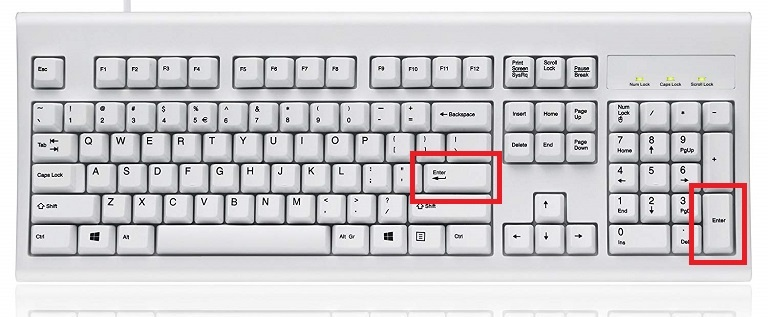 Esc F1 F2 F3 F4 F5 F6 F7 F8 F9 F10 F11 F12 Print Screen SysRq Scroll Lock Pause Break
Num Lock Caps Lock Scroll Lock
~ ! @ # $ % ^ & * ( ) _ + ← Backspace Insert Home Page Up Num Lock * -
1 2 3 4 5 € 6 7 8 9 0 - =
Tab Q W E R T Y U I O P { } | Delete End Page Down 7 Home 8 ↑ 9 PgUp +
[ ]
Caps Lock A S D F G H J K L : " Enter 4 ← 5 6 →
; '
⇧ Shift Z X C V B N M < > ? ⇧ Shift ↑ 1 End 2 ↓ 3 Enter
, . /
Ctrl Alt Alt Gr Ctrl ← ↓ → 0 Ins .